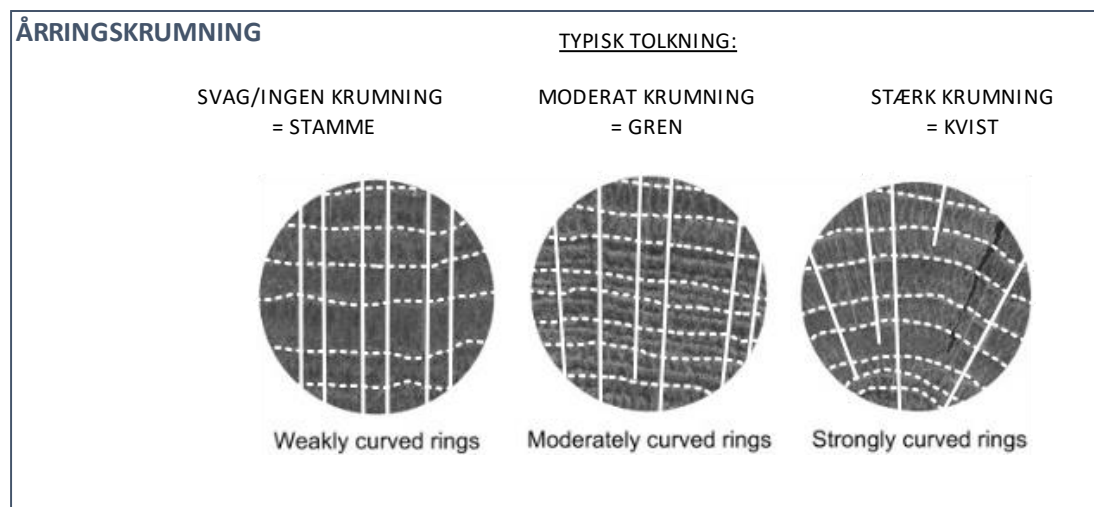 ÅRRINGSKRUMNING
TYPISK TOLKNING:
SVAG/INGEN KRUMNING
= STAMME
MODERAT KRUMNING
= GREN
STÆRK KRUMNING
= KVIST
Weakly curved rings
Moderately curved rings
Strongly curved rings